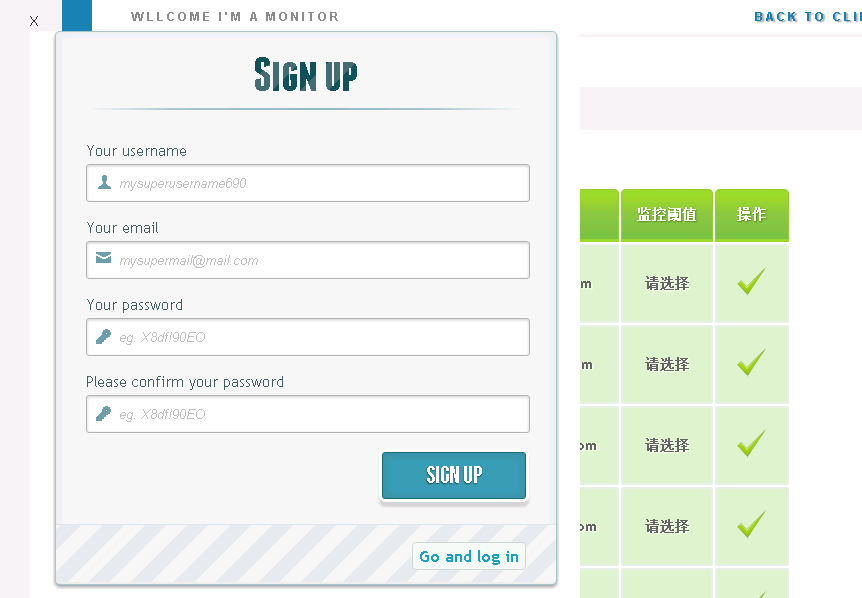 X
WLLCOME I'M A MONITOR
BACK TO CLI
Sign up
Your username
mysuperusername690
Your email
mysupermail@mail.com
Your password
eg. X8df!90EO
Please confirm your password
eg. X8df!90EO
SIGN UP
Go and log in
监控阈值 操作
m 请选择
m 请选择
om 请选择
om 请选择